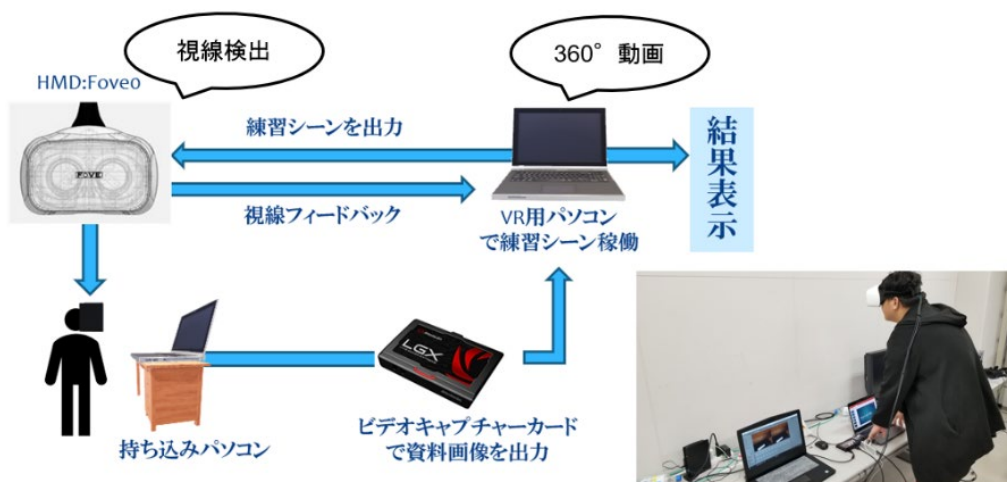 視線検出
360° 動画
HMD:Fove0
練習シーンを出力
FOVE
視線フィードバック
VR用パソコン
で練習シーン稼働
結果表示
LGX
持ち込みパソコン
ビデオキャプチャーカード
で資料画像を出力